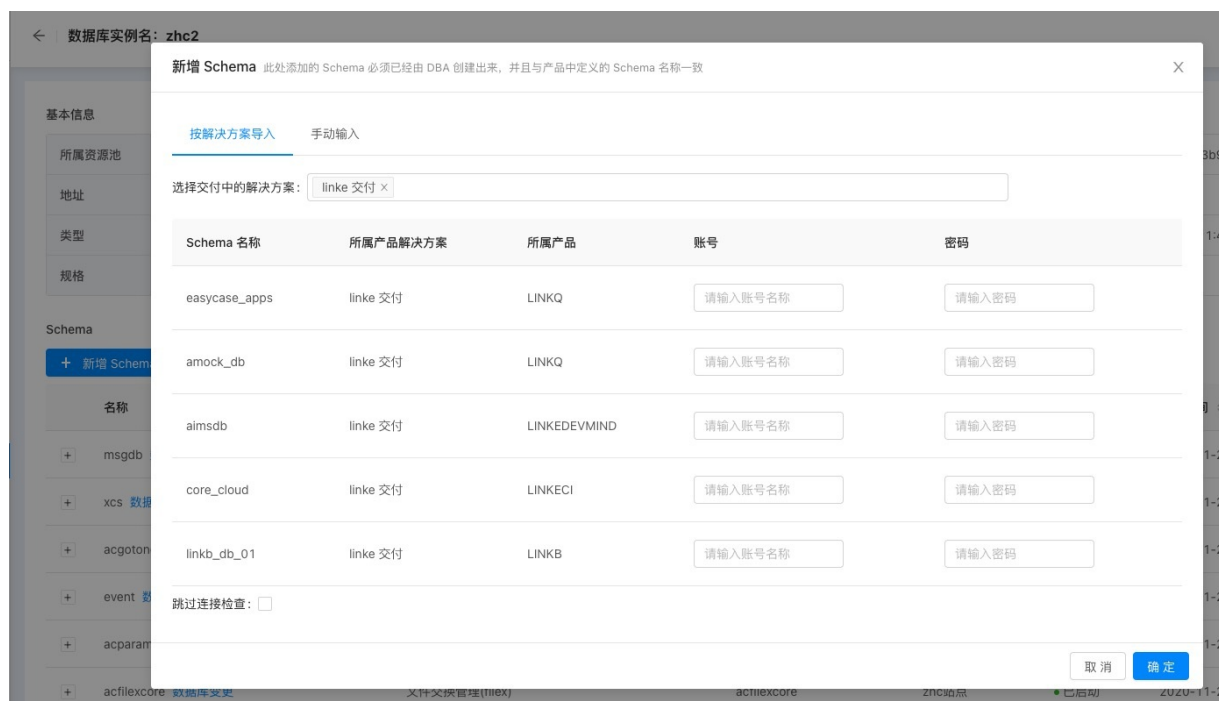 数据库实例名：zhc2
新增 Schema 此处添加的 Schema 必须已经由 DBA 创建出来，并且与产品中定义的 Schema 名称一致
基本信息
按解决方案导入 手动输入
所属资源池
选择交付中的解决方案： linke 交付 ×
地址
类型
Schema 名称 所属产品解决方案 所属产品 账号 密码
规格
easycase_apps linke 交付 LINKQ 请输入账号名称 请输入密码
Schema
+ 新增 Schem
amock_db linke 交付 LINKQ 请输入账号名称 请输入密码
名称
aimsdb linke 交付 LINKEDEVMIND 请输入账号名称 请输入密码
+ msgdb
core_cloud linke 交付 LINKECI 请输入账号名称 请输入密码
+ xcs 数据
+ acgoton
linkb_db_01 linke 交付 LINKB 请输入账号名称 请输入密码
+ event 数
跳过连接检查：
+ acparam
取消 确定
+ acfilexcore 数据库变更 文件交换管理(filex) acfilexcore zhc站点 已启动 2020-11-2